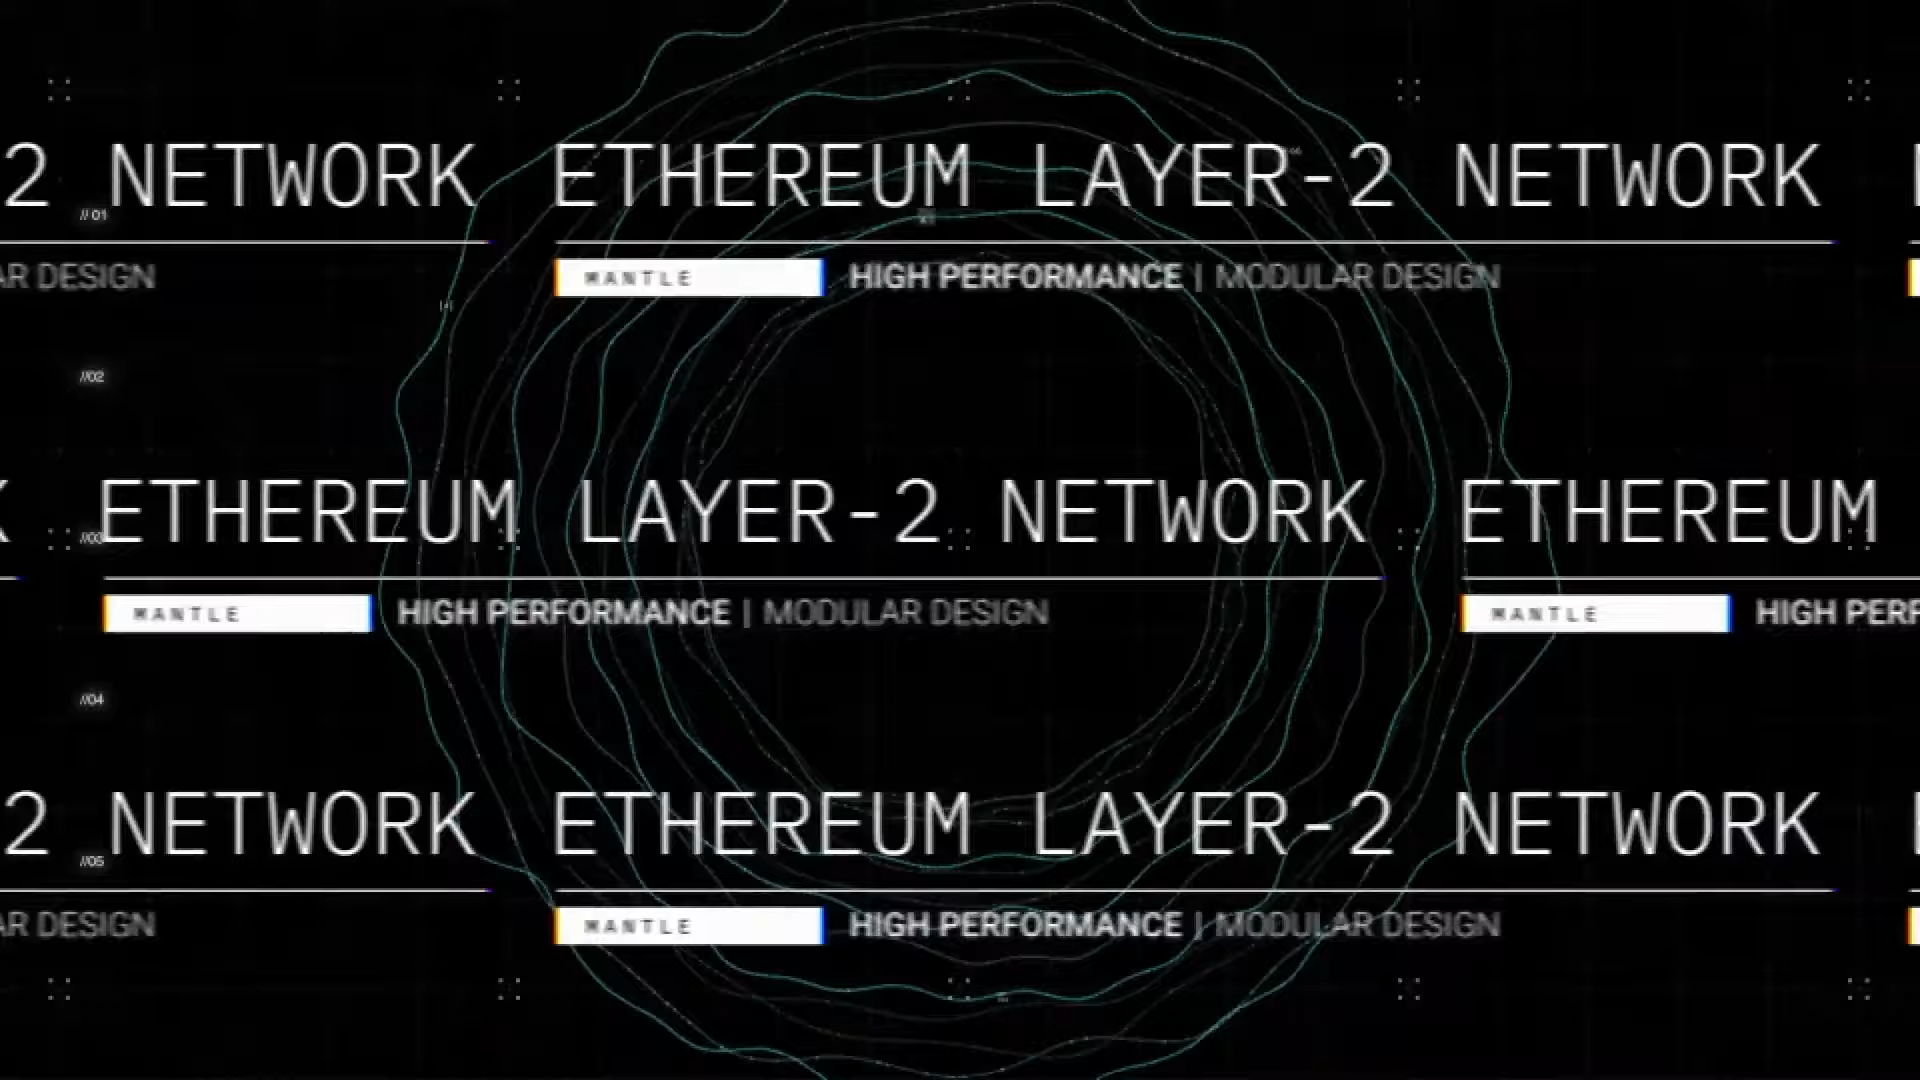 2 NETWORK ETHEREUM LAYER-2 NETWORK
//01
AR DESIGN MANTLE HIGH PERFORMANCE | MODULAR DESIGN
//02
K ETHEREUM LAYER-2 NETWORK ETHEREUM
//03
MANTLE HIGH PERFORMANCE | MODULAR DESIGN MANTLE HIGH PERF
//04
2 NETWORK ETHEREUM LAYER-2 NETWORK
//05
AR DESIGN MANTLE HIGH PERFORMANCE | MODULAR DESIGN